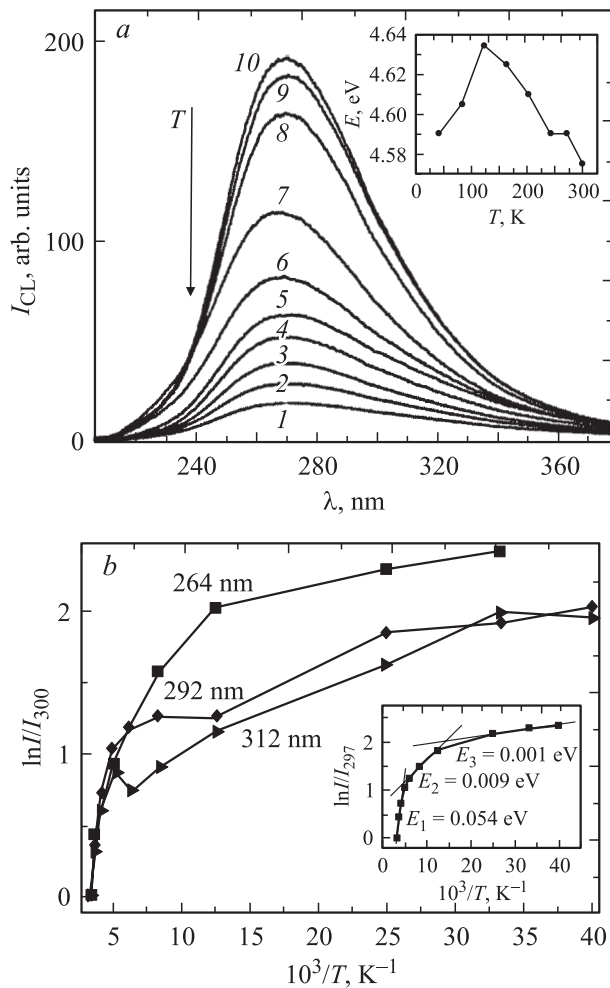 a
200
100
0
I_CL, arb. units
T
10
9
8
7
6
5
4
3
2
1
240 280 320 360
λ, nm
4.64
4.62
4.60
4.58
E, eV
0 100 200 300
T, K
b
264 nm
292 nm
312 nm
2
1
0
lnI/I_300
5 10 15 20 25 30 35 40
10^3/T, K^–1
2
1
0
lnI/I_297
E_3 = 0.001 eV
E_2 = 0.009 eV
E_1 = 0.054 eV
0 10 20 30 40
10^3/T, K^–1